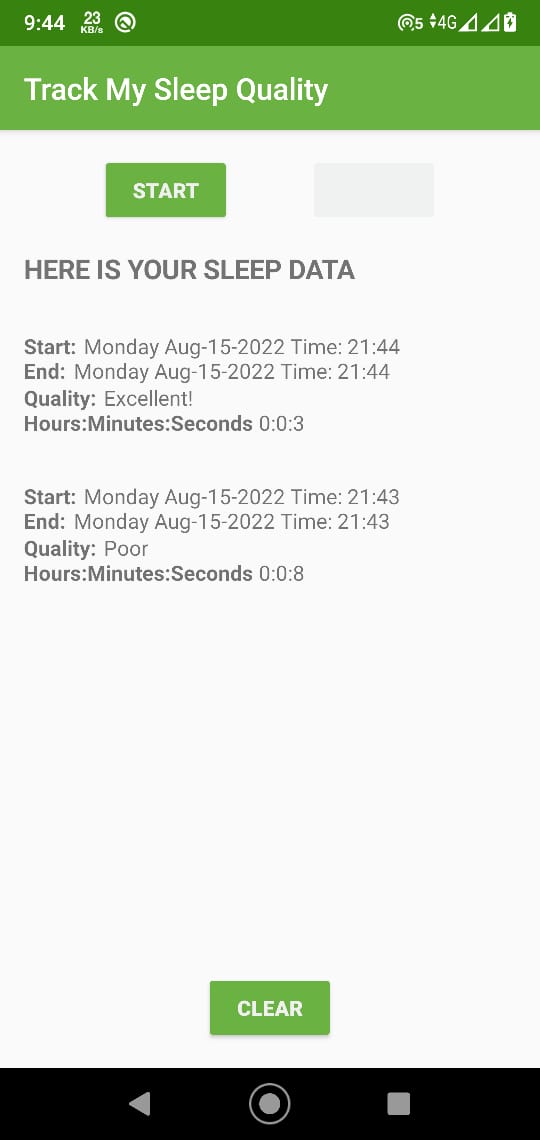 9:44 23 KB/s 5 4G
Track My Sleep Quality
START
HERE IS YOUR SLEEP DATA
Start: Monday Aug-15-2022 Time: 21:44
End: Monday Aug-15-2022 Time: 21:44
Quality: Excellent!
Hours:Minutes:Seconds 0:0:3
Start: Monday Aug-15-2022 Time: 21:43
End: Monday Aug-15-2022 Time: 21:43
Quality: Poor
Hours:Minutes:Seconds 0:0:8
CLEAR